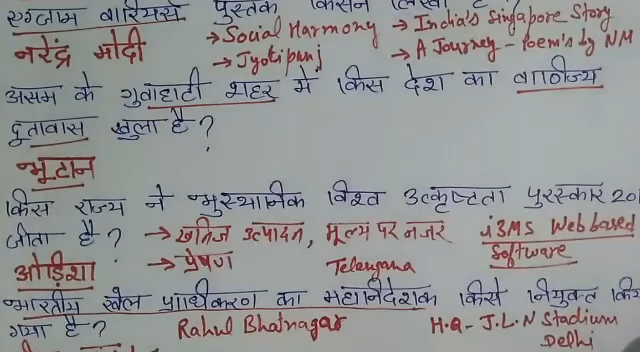 एग्जाम वारियर्स पुस्तक किसने लिखी
नरेंद्र मोदी → Social Harmony → India's Singapore Story
→ Jyotipunj → A Journey - Poem's by NM
असम के गुवाहाटी शहर में किस देश का वाणिज्य
दूतावास खुला है ?
भूटान
किस राज्य ने भुस्थानिक विश्व उत्कृष्टता पुरस्कार 201
जीता है ? → खनिज उत्पादन, मूल्य पर नजर i3MS Web based
ओड़िशा → प्रेषण Telangana Software
भारतीय खेल प्राधिकरण का महानिदेशक किसे नियुक्त किया
गया है ? Rahul Bhatnagar H.Q - J.L.N Stadium
Delhi